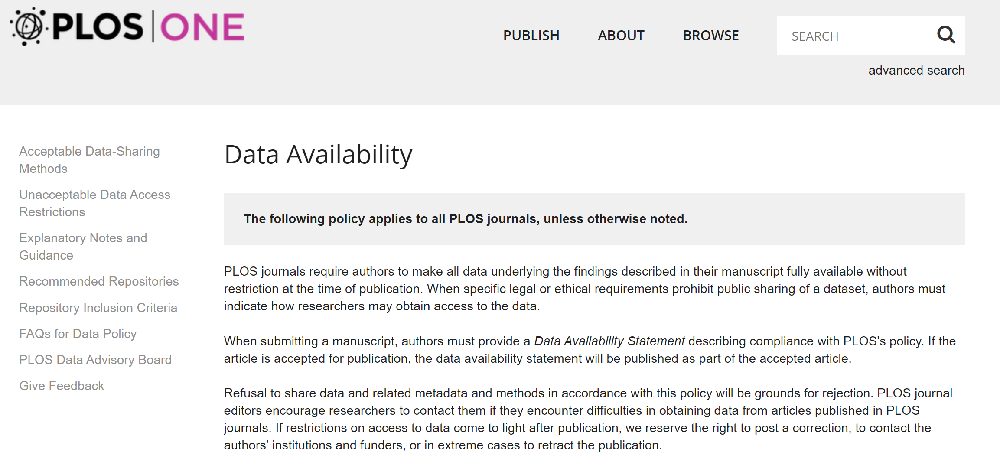 PLOS ONE
PUBLISH ABOUT BROWSE SEARCH
advanced search
Acceptable Data-Sharing
Methods
Unacceptable Data Access
Restrictions
Explanatory Notes and
Guidance
Recommended Repositories
Repository Inclusion Criteria
FAQs for Data Policy
PLOS Data Advisory Board
Give Feedback
Data Availability
The following policy applies to all PLOS journals, unless otherwise noted.
PLOS journals require authors to make all data underlying the findings described in their manuscript fully available without
restriction at the time of publication. When specific legal or ethical requirements prohibit public sharing of a dataset, authors must
indicate how researchers may obtain access to the data.
When submitting a manuscript, authors must provide a Data Availability Statement describing compliance with PLOS's policy. If the
article is accepted for publication, the data availability statement will be published as part of the accepted article.
Refusal to share data and related metadata and methods in accordance with this policy will be grounds for rejection. PLOS journal
editors encourage researchers to contact them if they encounter difficulties in obtaining data from articles published in PLOS
journals. If restrictions on access to data come to light after publication, we reserve the right to post a correction, to contact the
authors' institutions and funders, or in extreme cases to retract the publication.